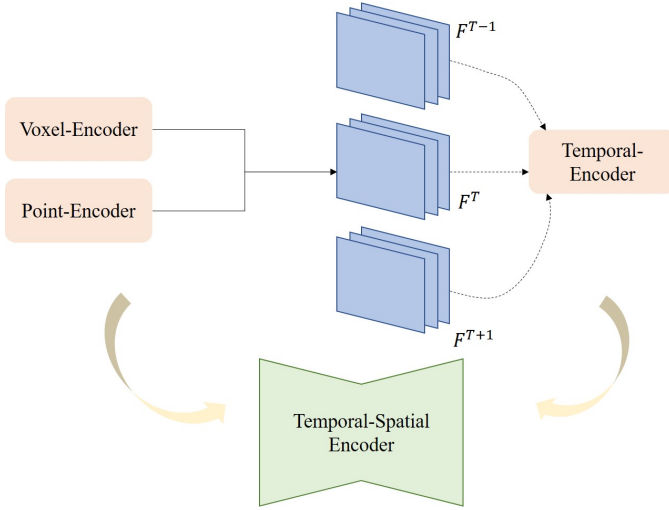 F^{T-1}
Voxel-Encoder
Temporal-
Encoder
Point-Encoder
F^T
F^{T+1}
Temporal-Spatial
Encoder